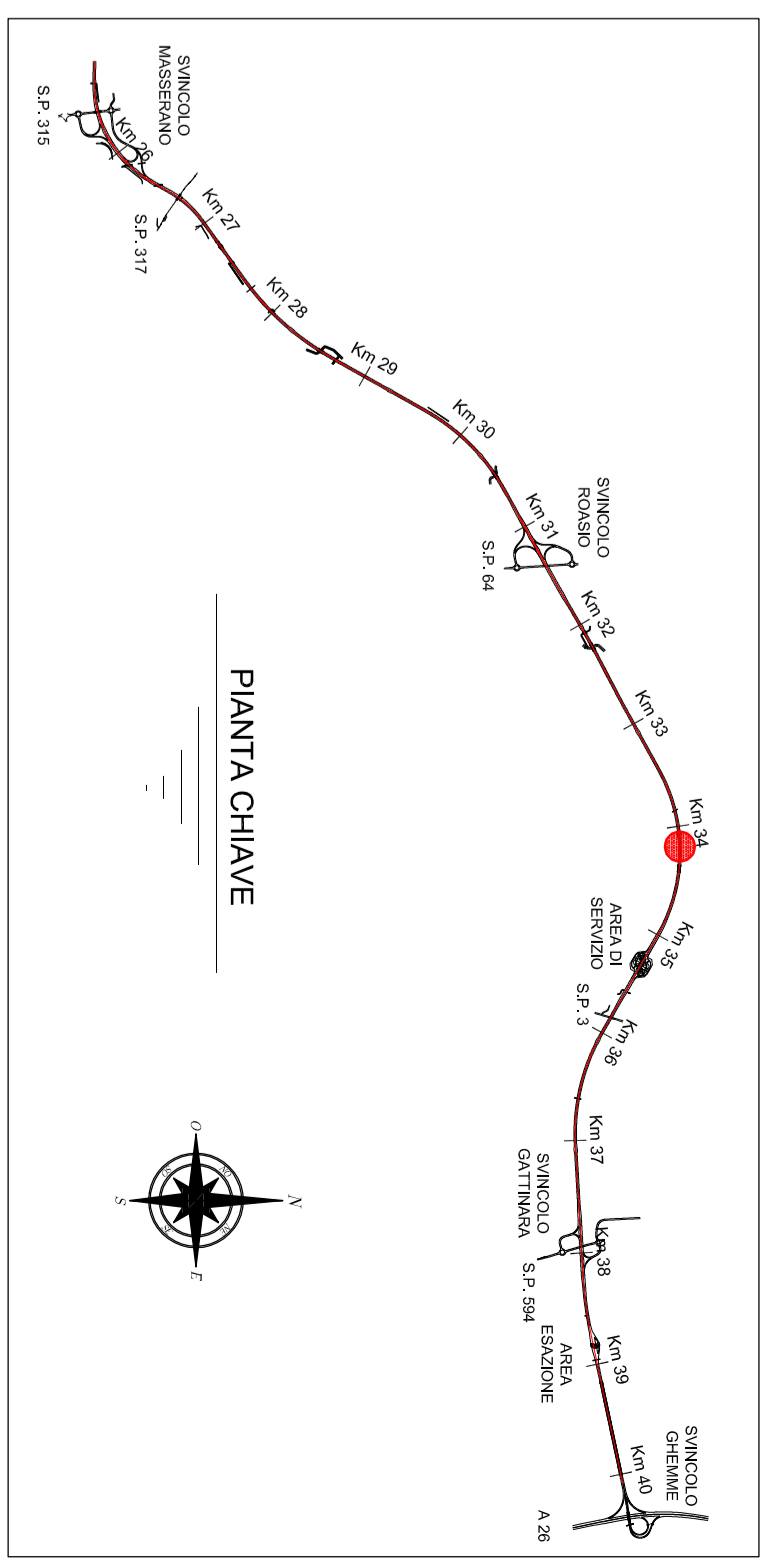 SVINCOLO
MASSERANO
S.P. 315
Km 26
S.P. 317
Km 27
Km 28
Km 29
Km 30
Km 31
SVINCOLO
ROASIO
S.P. 64
Km 32
Km 33
Km 34
Km 35
AREA DI
SERVIZIO
S.P. 3
Km 36
Km 37
SVINCOLO
GATTINARA
Km 38
S.P. 594
AREA
ESAZIONE
Km 39
Km 40
SVINCOLO
GHEMME
A 26
PIANTA CHIAVE
N
O
E
S
NO
SO